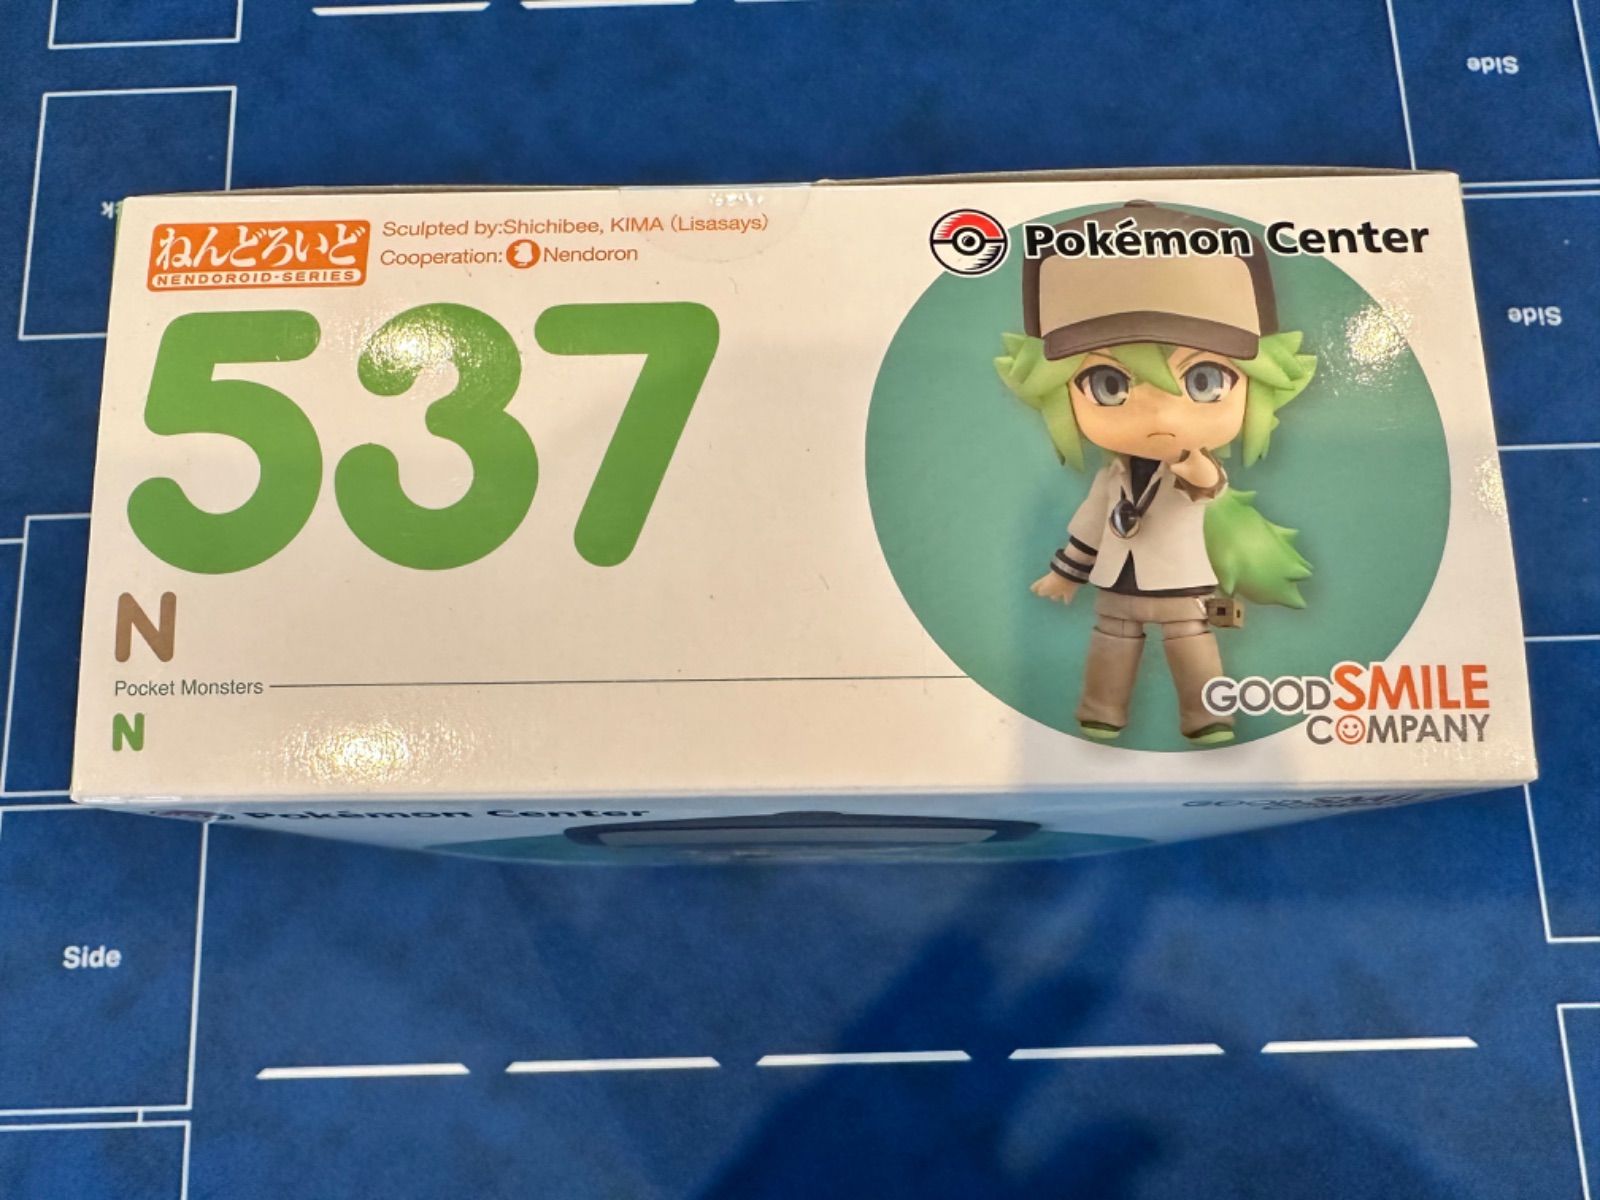 Side
Side
ねんどろいど
NENDOROID-SERIES
Sculpted by:Shichibee, KIMA (Lisasays)
Cooperation: Nendoron
Pokémon Center
537
N
Pocket Monsters
N
GOODSMILE
COMPANY
Pokémon Center
GOOD SMILE
Side